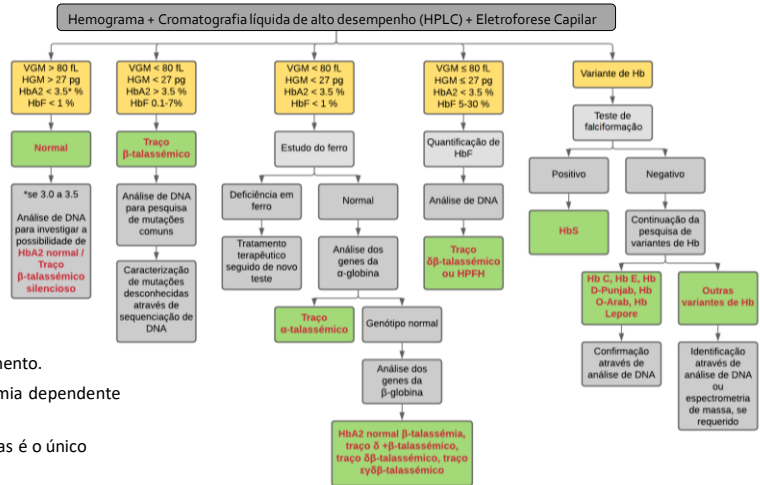 Hemograma + Cromatografia líquida de alto desempenho (HPLC) + Eletroforese Capilar
VGM > 80 fL
HGM > 27 pg
HbA2 < 3.5* %
HbF < 1 %
Normal
*se 3.0 a 3.5
Análise de DNA
para investigar a
possibilidade de
HbA2 normal /
Traço
β-talassémico
silencioso
VGM < 80 fL
HGM < 27 pg
HbA2 > 3.5 %
HbF 0.1-7%
Traço
β-talassémico
Análise de DNA
para pesquisa
de mutações
comuns
Caracterização
de mutações
desconhecidas
através de
sequenciação de
DNA
VGM < 80 fL
HGM < 27 pg
HbA2 < 3.5 %
HbF < 1 %
Estudo do ferro
Deficiência em
ferro
Tratamento
terapêutico
seguido de novo
teste
Normal
Análise dos
genes da
α-globina
Traço
α-talassémico
Genótipo normal
Análise dos
genes da
β-globina
HbA2 normal β-talassémia,
traço δ +β-talassémico,
traço δβ-talassémico, traço
εγδβ-talassémico
VGM ≤ 80 fL
HGM ≤ 27 pg
HbA2 < 3.5 %
HbF 5-30 %
Quantificação de
HbF
Análise de DNA
Traço
δβ-talassémico
ou HPFH
Variante de Hb
Teste de
falciformação
Positivo
HbS
Negativo
Continuação da
pesquisa de
variantes de Hb
Hb C, Hb E, Hb
D-Punjab, Hb
O-Arab, Hb
Lepore
Confirmação
através de
análise de DNA
Outras
variantes de Hb
Identificação
através de
análise de DNA
ou
espectrometria
de massa, se
requerido
mento.
mia dependente
as é o único